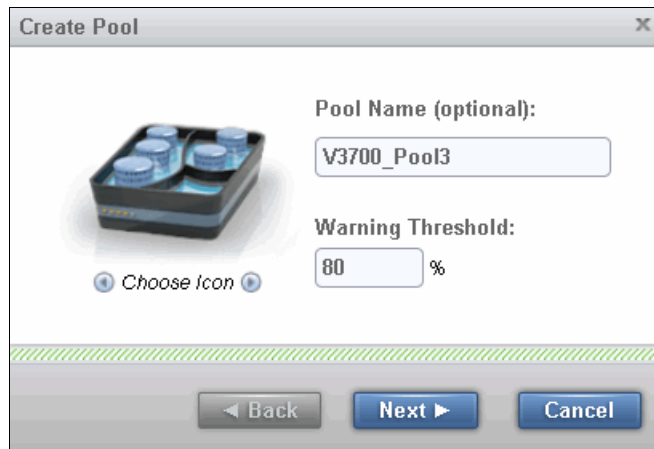 Create Pool x
Pool Name (optional):
V3700_Pool3
Warning Threshold:
80 %
Choose Icon
Back Next Cancel